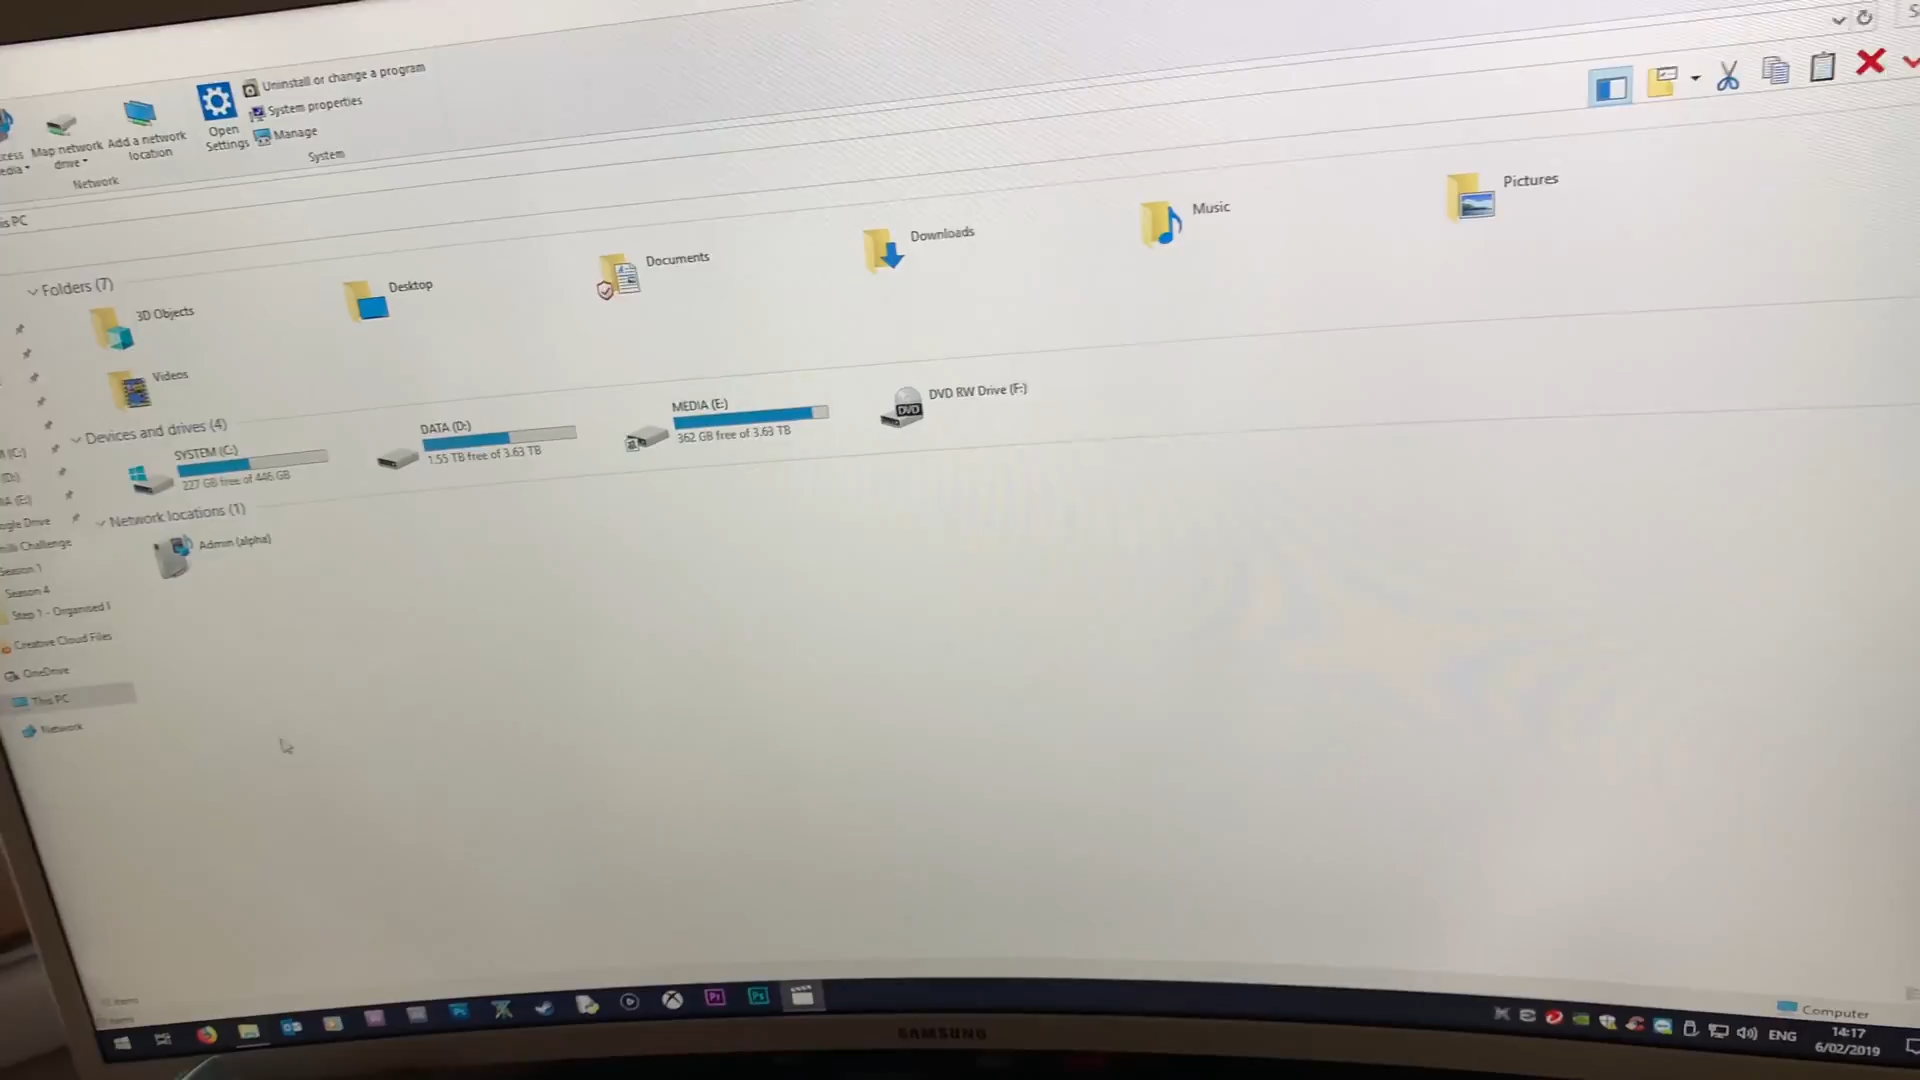 Uninstall or change a program
System properties
Manage
Open
Settings
System
Map network
drive
Add a network
location
Network
Folders (7)
3D Objects
Desktop
Documents
Downloads
Music
Pictures
Videos
Devices and drives (4)
SYSTEM (C:)
227 GB free of 446 GB
DATA (D:)
1.55 TB free of 3.63 TB
MEDIA (E:)
362 GB free of 3.63 TB
DVD RW Drive (F:)
DVD
Network locations (1)
Admin (alpha)
Challenge
Season 1
Season 4
Step 1 - Organised
Creative Cloud Files
OneDrive
This PC
Network
Computer
Pr
Ps
ENG
14:17
6/02/2019
SAMSUNG